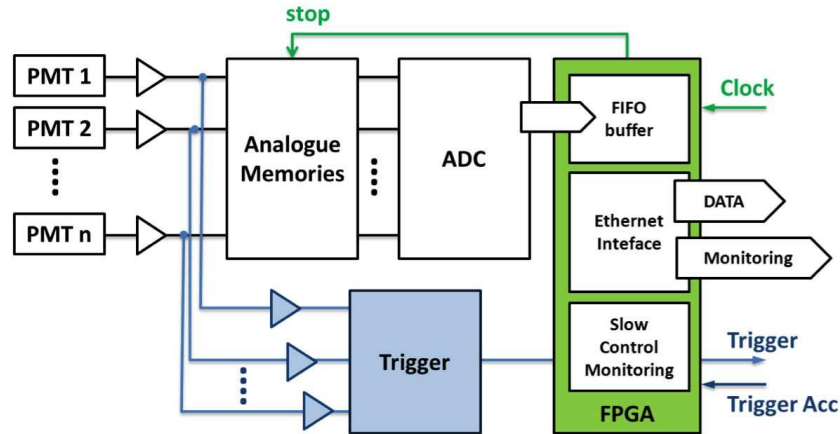 stop
PMT 1
PMT 2
PMT n
Analogue
Memories
ADC
FIFO
buffer
Clock
Ethernet
Inteface
DATA
Monitoring
Trigger
Slow
Control
Monitoring
FPGA
Trigger
Trigger Acc